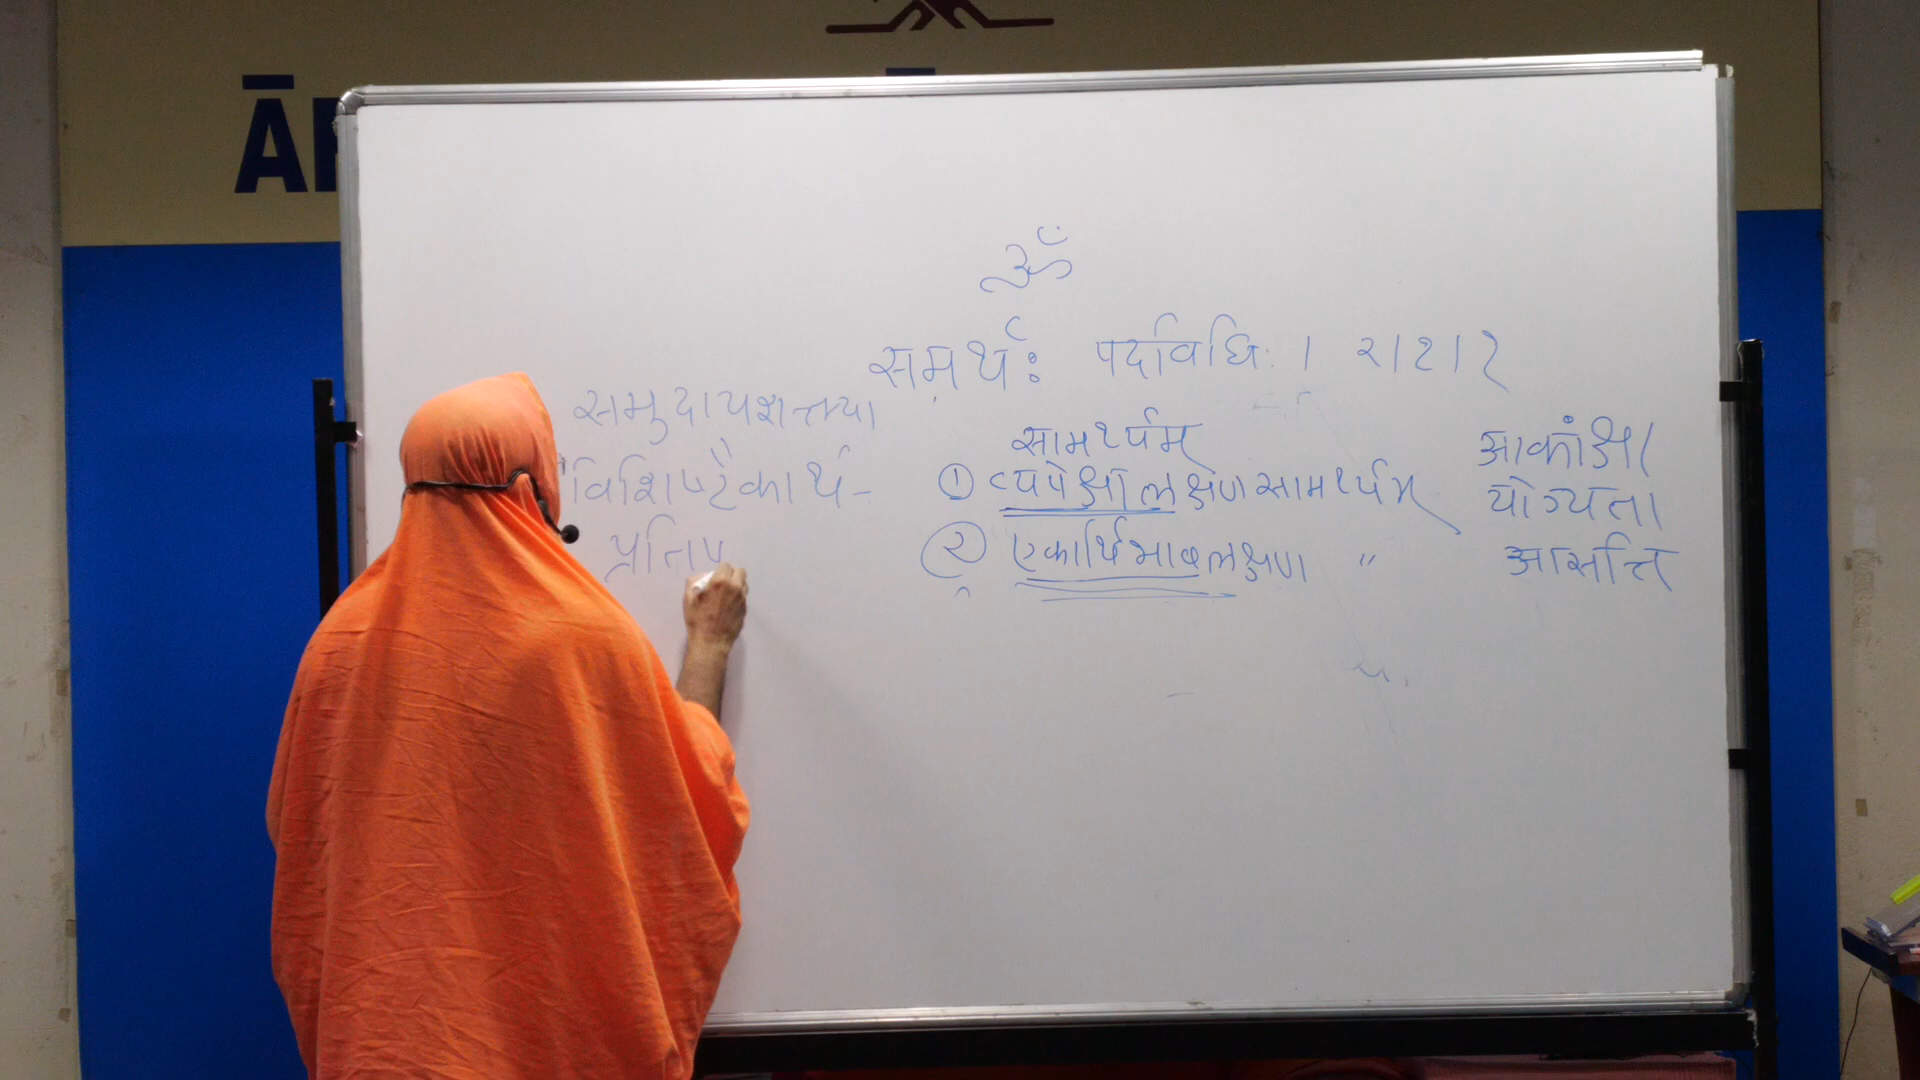 ॐ
समर्थः पदविधिः । २।१।१
सामर्थ्यम्
① व्यपेक्षालक्षणसामर्थ्यम्
② एकार्थिभावलक्षण "
आकांक्षा
योग्यता
आसत्ति
समुदायशक्त्या
विशिष्टैकार्थ-
प्रतिप